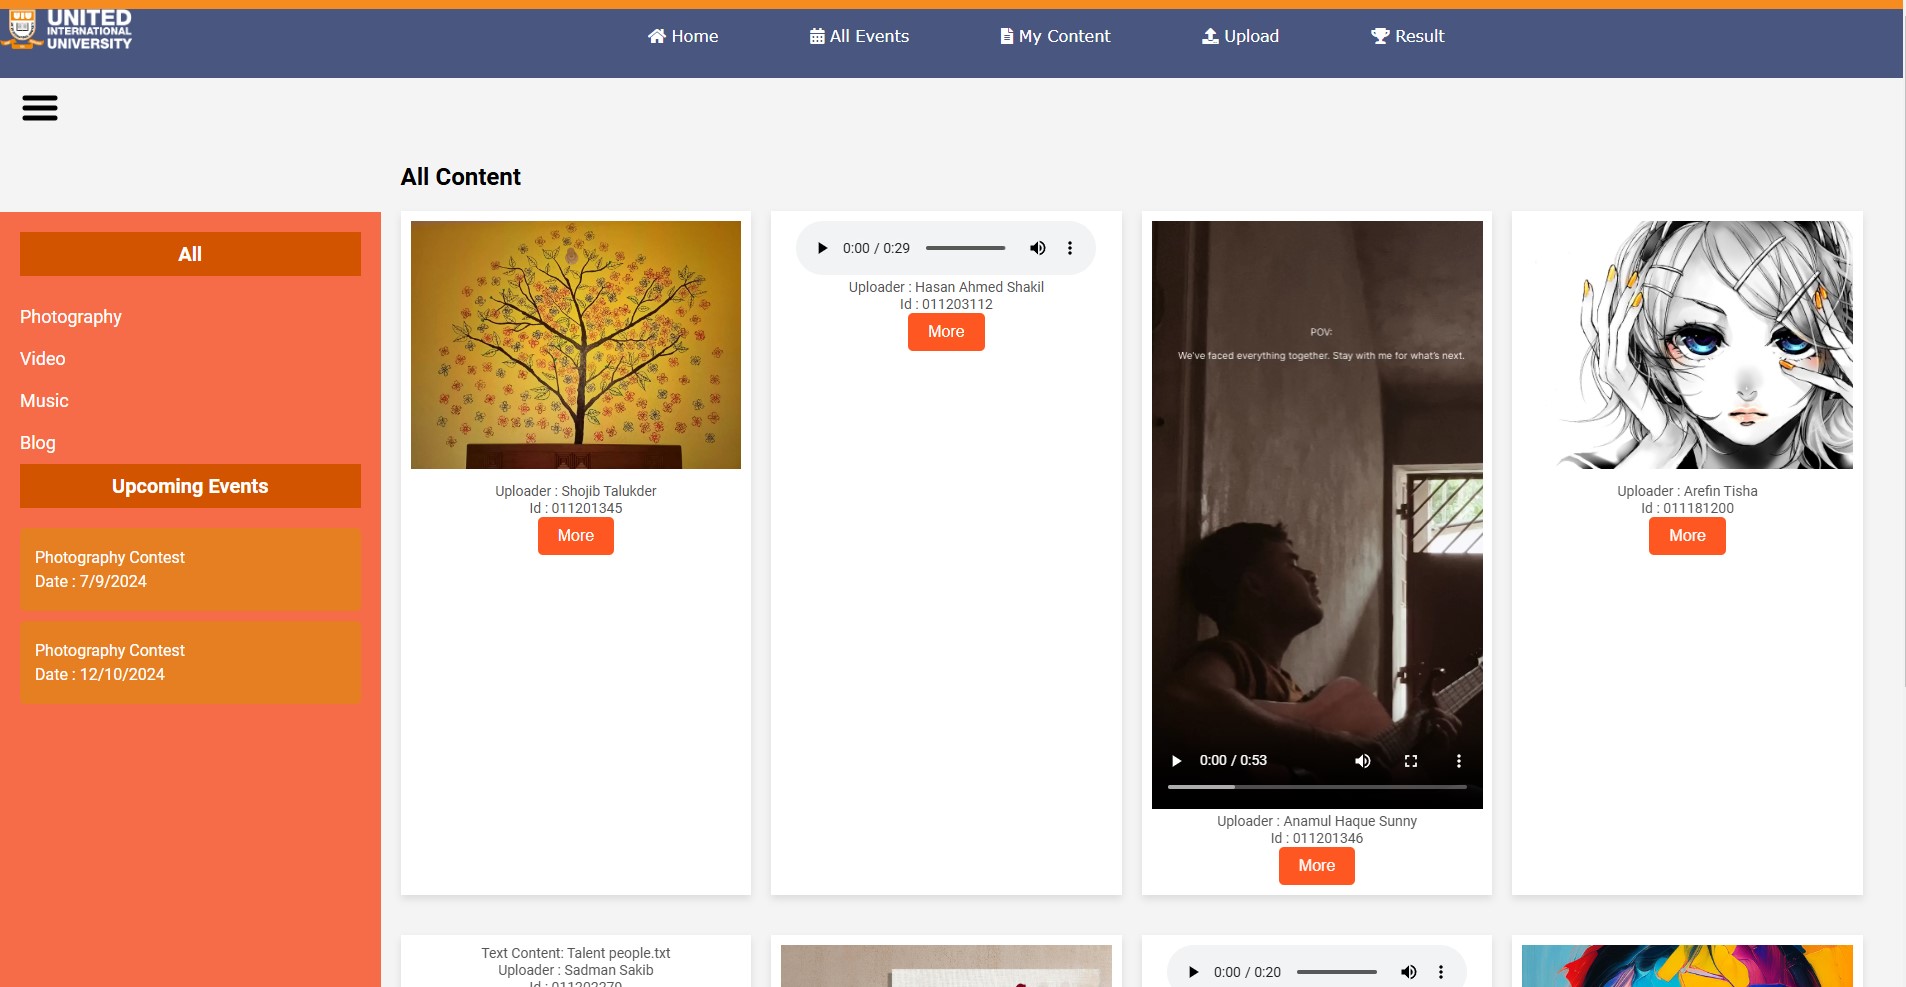 UNITED
INTERNATIONAL
UNIVERSITY
Home
All Events
My Content
Upload
Result
All Content
All
Photography
Video
Music
Blog
Upcoming Events
Photography Contest
Date : 7/9/2024
Photography Contest
Date : 12/10/2024
Uploader : Shojib Talukder
Id : 011201345
More
0:00 / 0:29
Uploader : Hasan Ahmed Shakil
Id : 011203112
More
POV:
We've faced everything together. Stay with me for what's next.
0:00 / 0:53
Uploader : Anamul Haque Sunny
Id : 011201346
More
Uploader : Arefin Tisha
Id : 011181200
More
Text Content: Talent people.txt
Uploader : Sadman Sakib
Id : 011202279
0:00 / 0:20